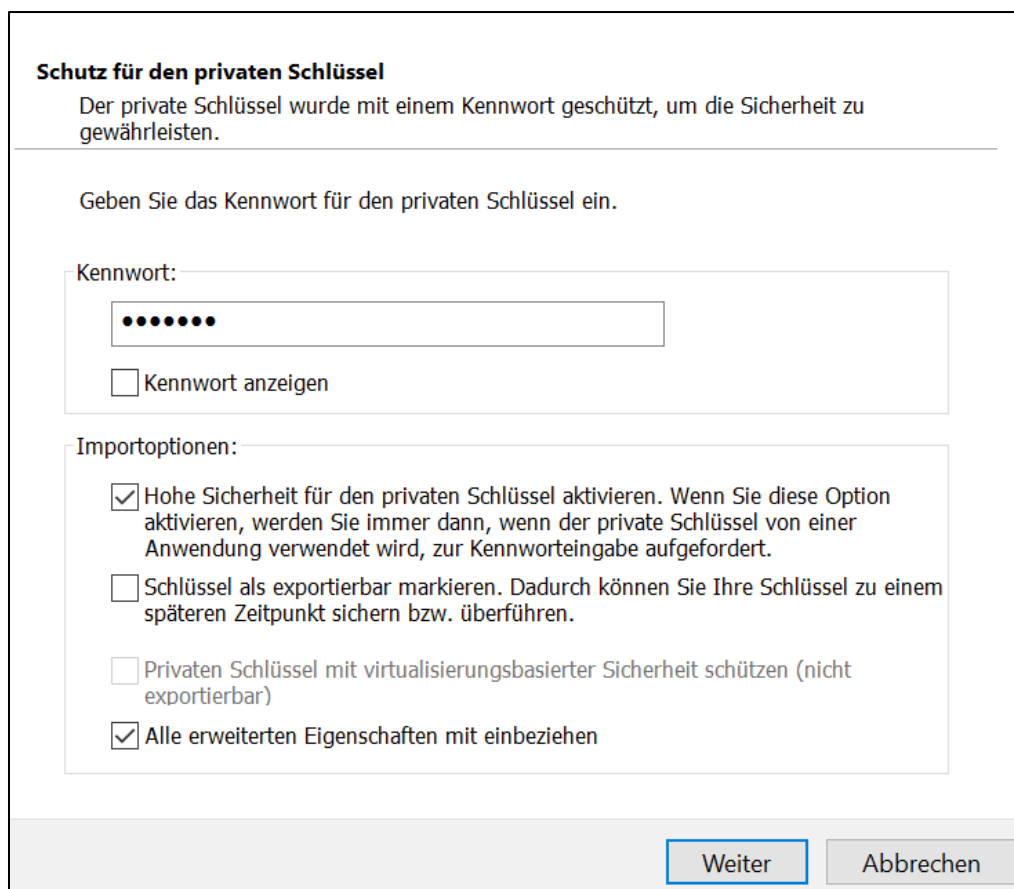 Schutz für den privaten Schlüssel
Der private Schlüssel wurde mit einem Kennwort geschützt, um die Sicherheit zu
gewährleisten.
Geben Sie das Kennwort für den privaten Schlüssel ein.
Kennwort:
•••••••
Kennwort anzeigen
Importoptionen:
Hohe Sicherheit für den privaten Schlüssel aktivieren. Wenn Sie diese Option
aktivieren, werden Sie immer dann, wenn der private Schlüssel von einer
Anwendung verwendet wird, zur Kennworteingabe aufgefordert.
Schlüssel als exportierbar markieren. Dadurch können Sie Ihre Schlüssel zu einem
späteren Zeitpunkt sichern bzw. überführen.
Privaten Schlüssel mit virtualisierungsbasierter Sicherheit schützen (nicht
exportierbar)
Alle erweiterten Eigenschaften mit einbeziehen
Weiter
Abbrechen